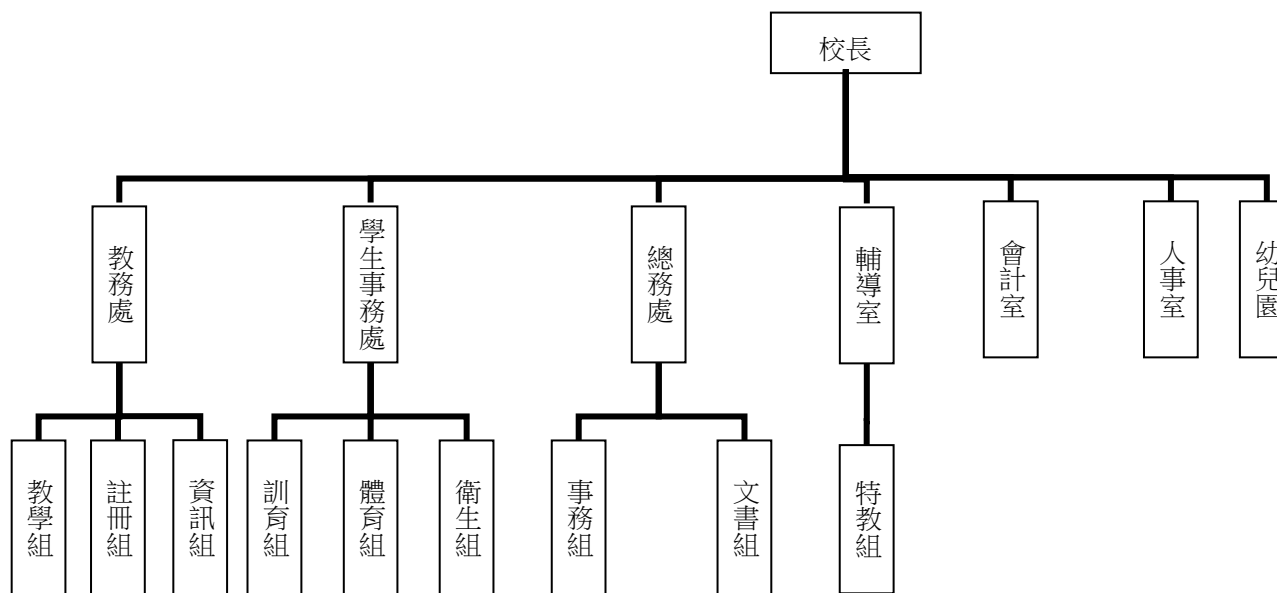 校長
教務處
學生事務處
總務處
輔導室
會計室
人事室
幼兒園
教學組
註冊組
資訊組
訓育組
體育組
衛生組
事務組
文書組
特教組